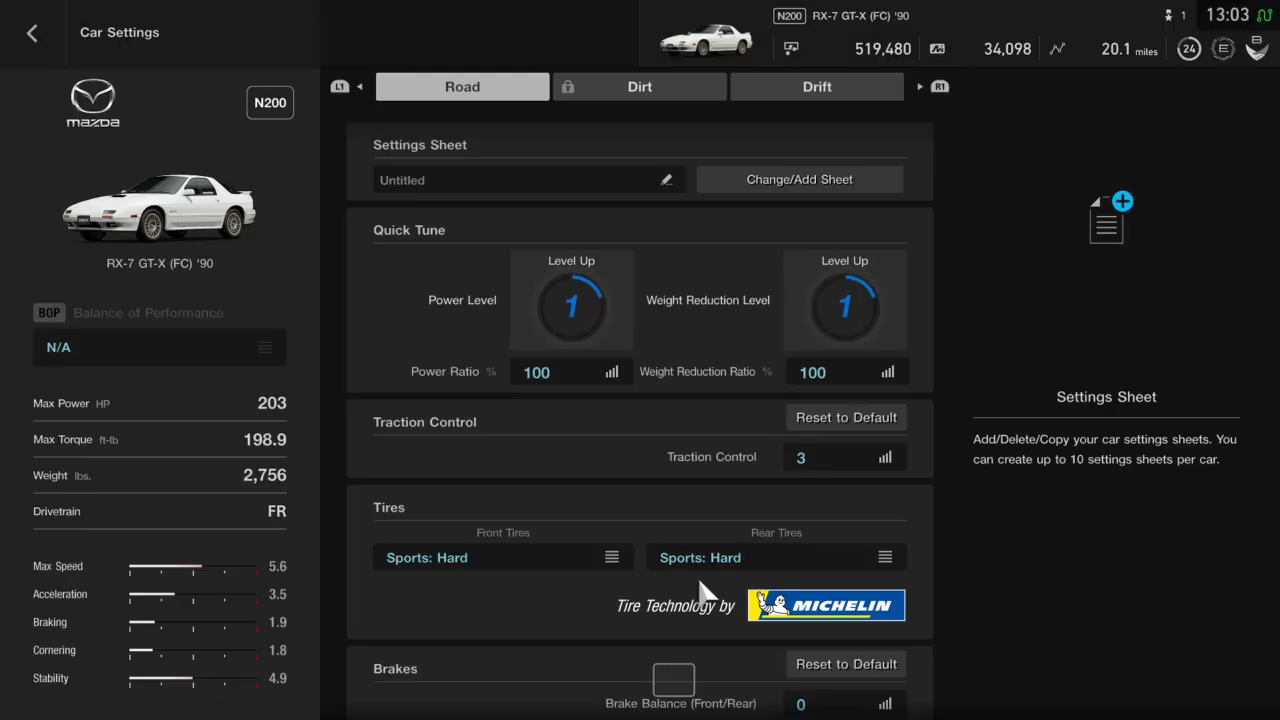 Car Settings
N200 RX-7 GT-X (FC) '90
519,480
34,098
20.1 miles
1
13:03
24
E
B
mazda
N200
RX-7 GT-X (FC) '90
BOP Balance of Performance
N/A
Max Power HP 203
Max Torque ft-lb 198.9
Weight lbs. 2,756
Drivetrain FR
Max Speed 5.6
Acceleration 3.5
Braking 1.9
Cornering 1.8
Stability 4.9
L1 Road Dirt Drift R1
Settings Sheet
Untitled
Change/Add Sheet
Quick Tune
Level Up
Level Up
Power Level 1
Weight Reduction Level 1
Power Ratio % 100
Weight Reduction Ratio % 100
Traction Control
Reset to Default
Traction Control 3
Tires
Front Tires
Rear Tires
Sports: Hard
Sports: Hard
Tire Technology by MICHELIN
Brakes
Reset to Default
Brake Balance (Front/Rear) 0
Settings Sheet
Add/Delete/Copy your car settings sheets. You
can create up to 10 settings sheets per car.